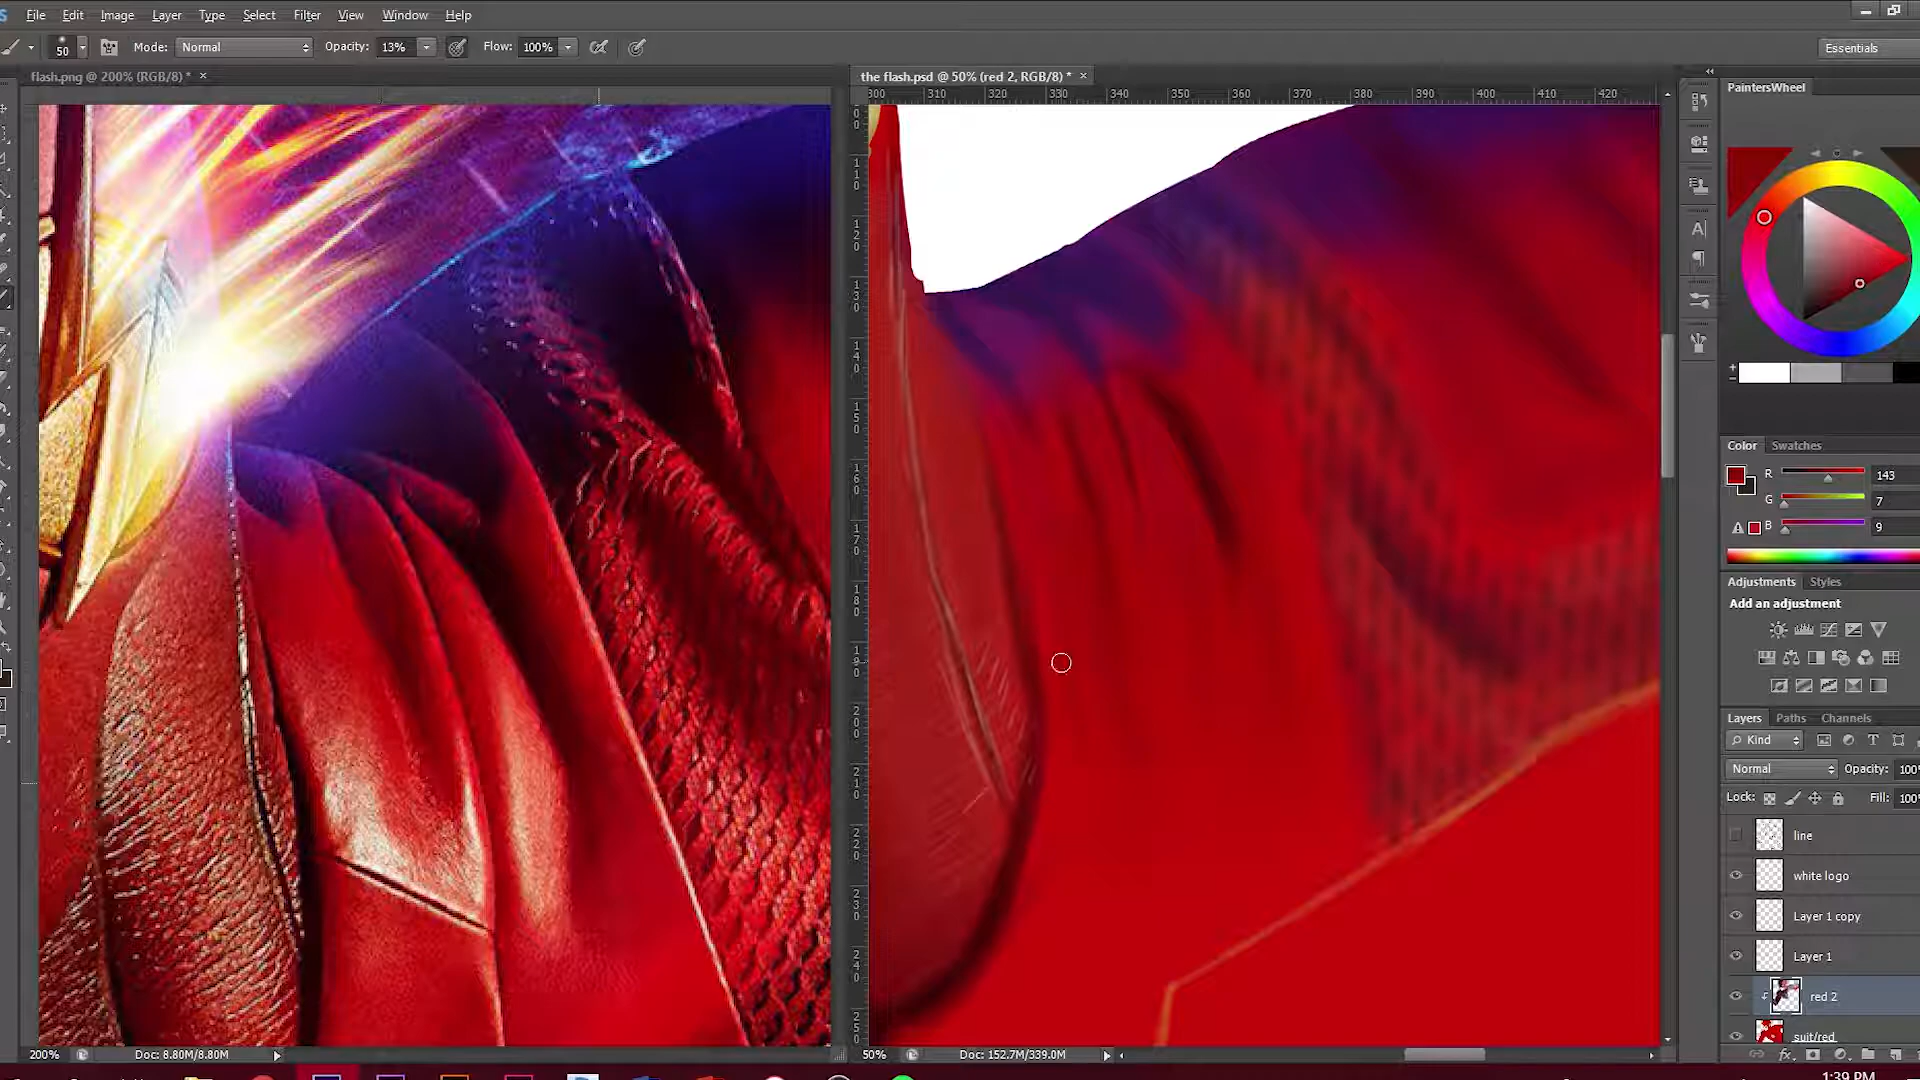 File Edit Image Layer Type Select Filter View Window Help
50 Mode: Normal Opacity: 13% Flow: 100% Essentials
flash.png @ 200% (RGB/8) * × the flash.psd @ 50% (red 2, RGB/8) * ×
300 310 320 330 340 350 360 370 380 390 400 410 420
PaintersWheel
Color Swatches
R 143
G 7
B 9
Adjustments Styles
Add an adjustment
Layers Paths Channels
Kind
Normal Opacity: 100
Lock: Fill: 100
line
white logo
Layer 1 copy
Layer 1
red 2
suit/red
fx
200% Doc: 8.80M/8.80M 50% Doc: 152.7M/339.0M
1:39 PM